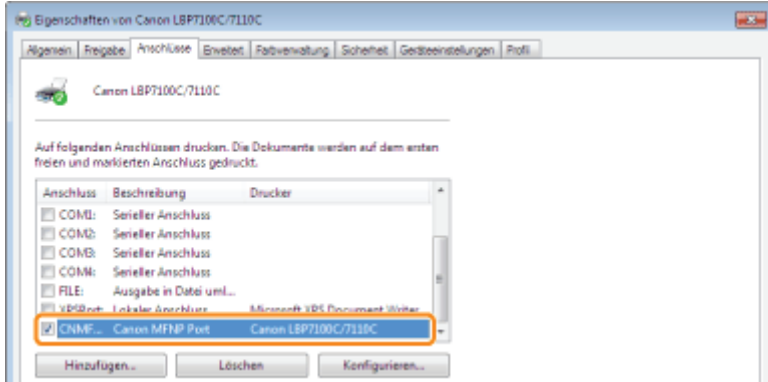 Eigenschaften von Canon LBP7100C/7110C
Allgemein Freigabe Anschlüsse Erweitert Farbverwaltung Sicherheit Geräteeinstellungen Profil
Canon LBP7100C/7110C
Auf folgenden Anschlüssen drucken. Die Dokumente werden auf dem ersten
freien und markierten Anschluss gedruckt.
Anschluss Beschreibung Drucker
COM1: Serieller Anschluss
COM2: Serieller Anschluss
COM3: Serieller Anschluss
COM4: Serieller Anschluss
FILE: Ausgabe in Datei uml...
XPSPort: Lokaler Anschluss Microsoft XPS Document Writer
CNMF... Canon MFNP Port Canon LBP7100C/7110C
Hinzufügen... Löschen Konfigurieren...